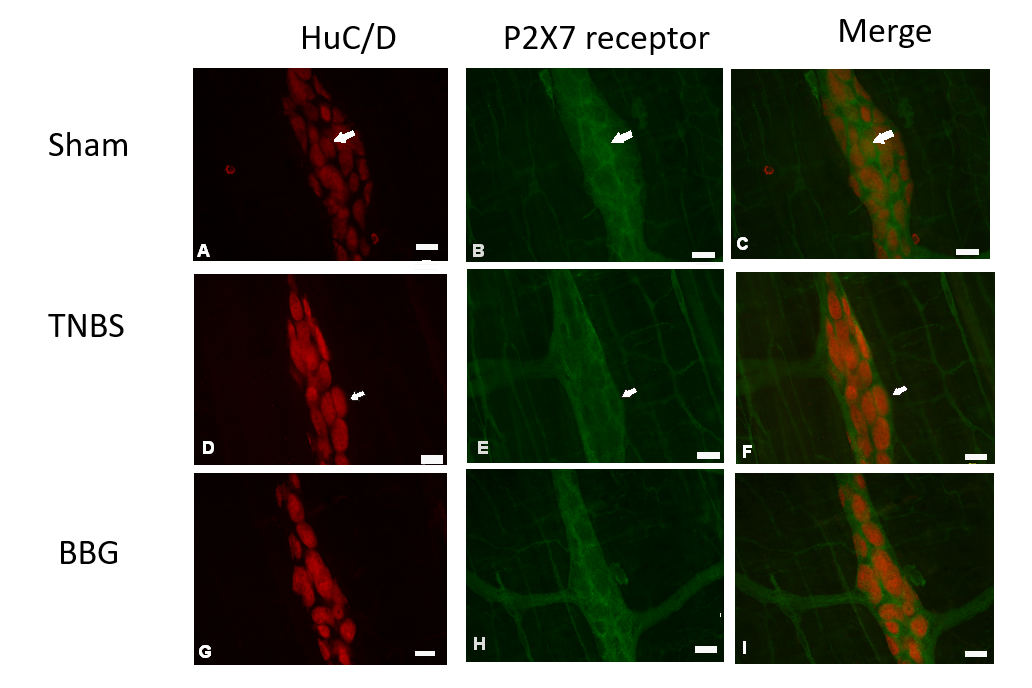 HuC/D P2X7 receptor Merge
Sham
A B C
TNBS
D E F
BBG
G H I